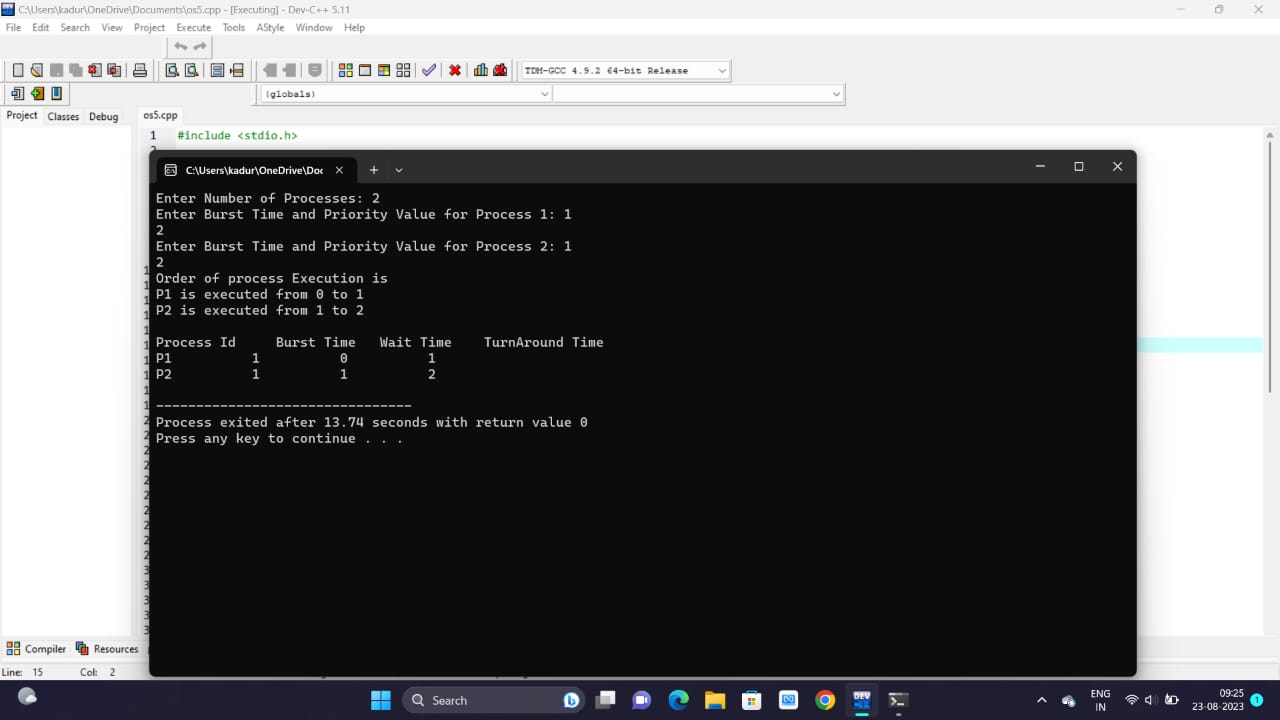 C:\Users\kadur\OneDrive\Documents\os5.cpp - [Executing] - Dev-C++ 5.11
File Edit Search View Project Execute Tools AStyle Window Help
TDM-GCC 4.9.2 64-bit Release
(globals)
Project Classes Debug
os5.cpp
1 #include <stdio.h>
C:\Users\kadur\OneDrive\Doc
Enter Number of Processes: 2
Enter Burst Time and Priority Value for Process 1: 1
2
Enter Burst Time and Priority Value for Process 2: 1
2
Order of process Execution is
P1 is executed from 0 to 1
P2 is executed from 1 to 2
Process Id Burst Time Wait Time TurnAround Time
P1 1 0 1
P2 1 1 2
--------------------------------
Process exited after 13.74 seconds with return value 0
Press any key to continue . . .
Compiler Resources
Line: 15 Col: 2
Search
DEV
ENG
IN
09:25
23-08-2023
1